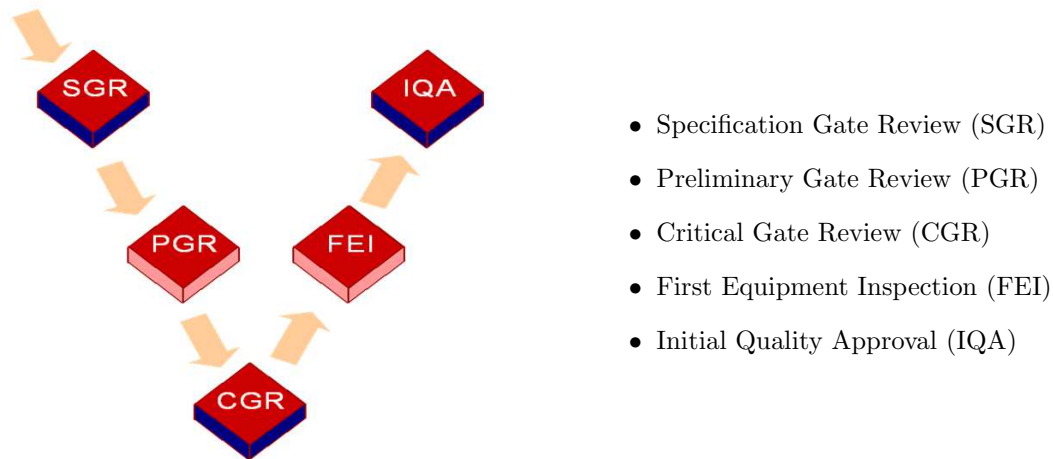 SGR
IQA
PGR
FEI
CGR
• Specification Gate Review (SGR)
• Preliminary Gate Review (PGR)
• Critical Gate Review (CGR)
• First Equipment Inspection (FEI)
• Initial Quality Approval (IQA)